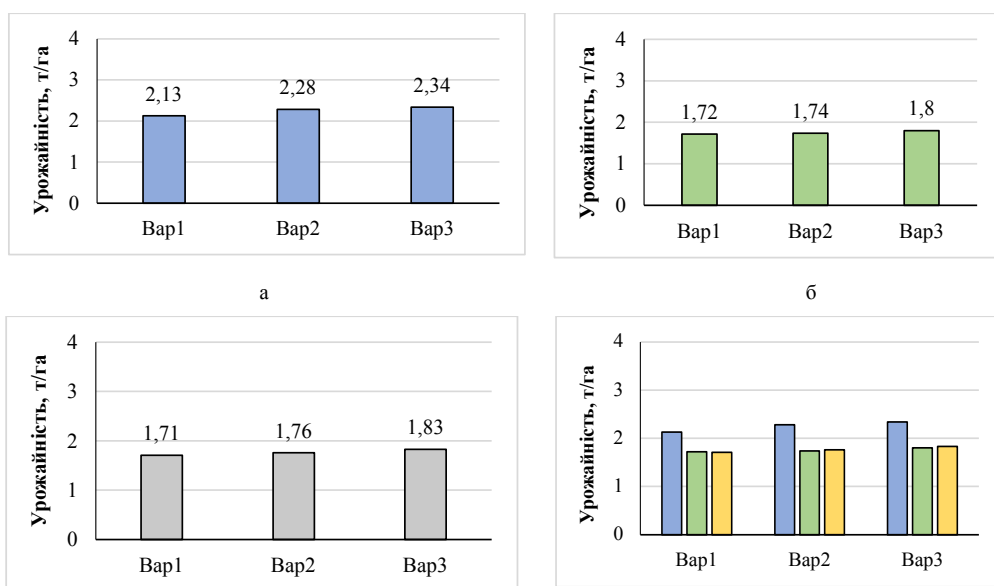 Урожайність, т/га
4
3
2
1
0
2,13
2,28
2,34
Вар1
Вар2
Вар3
а
Урожайність, т/га
4
3
2
1
0
1,72
1,74
1,8
Вар1
Вар2
Вар3
б
Урожайність, т/га
4
3
2
1
0
1,71
1,76
1,83
Вар1
Вар2
Вар3
Урожайність, т/га
4
3
2
1
0
Вар1
Вар2
Вар3